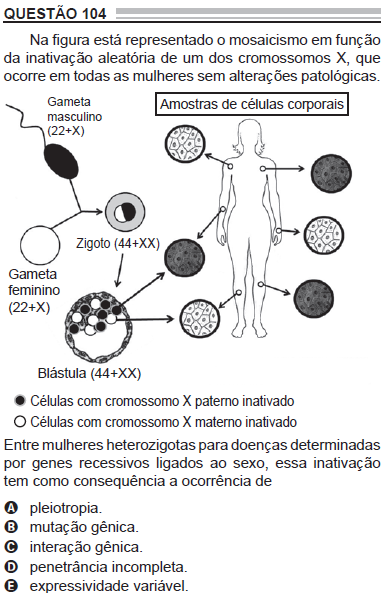 QUESTÃO 104
Na figura está representado o mosaicismo em função
da inativação aleatória de um dos cromossomos X, que
ocorre em todas as mulheres sem alterações patológicas.
Gameta
masculino
(22+X)
Amostras de células corporais
Zigoto (44+XX)
Gameta
feminino
(22+X)
Blástula (44+XX)
Células com cromossomo X paterno inativado
Células com cromossomo X materno inativado
Entre mulheres heterozigotas para doenças determinadas
por genes recessivos ligados ao sexo, essa inativação
tem como consequência a ocorrência de
A pleiotropia.
B mutação gênica.
C interação gênica.
D penetrância incompleta.
E expressividade variável.